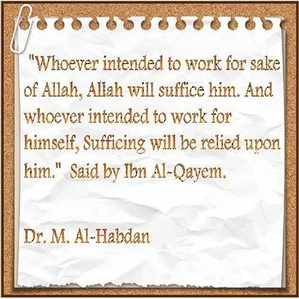 "Whoever intended to work for sake
of Allah, Allah will suffice him. And
whoever intended to work for
himself, Sufficing will be relied upon
him."  Said by Ibn Al-Qayem.
Dr. M. Al-Habdan